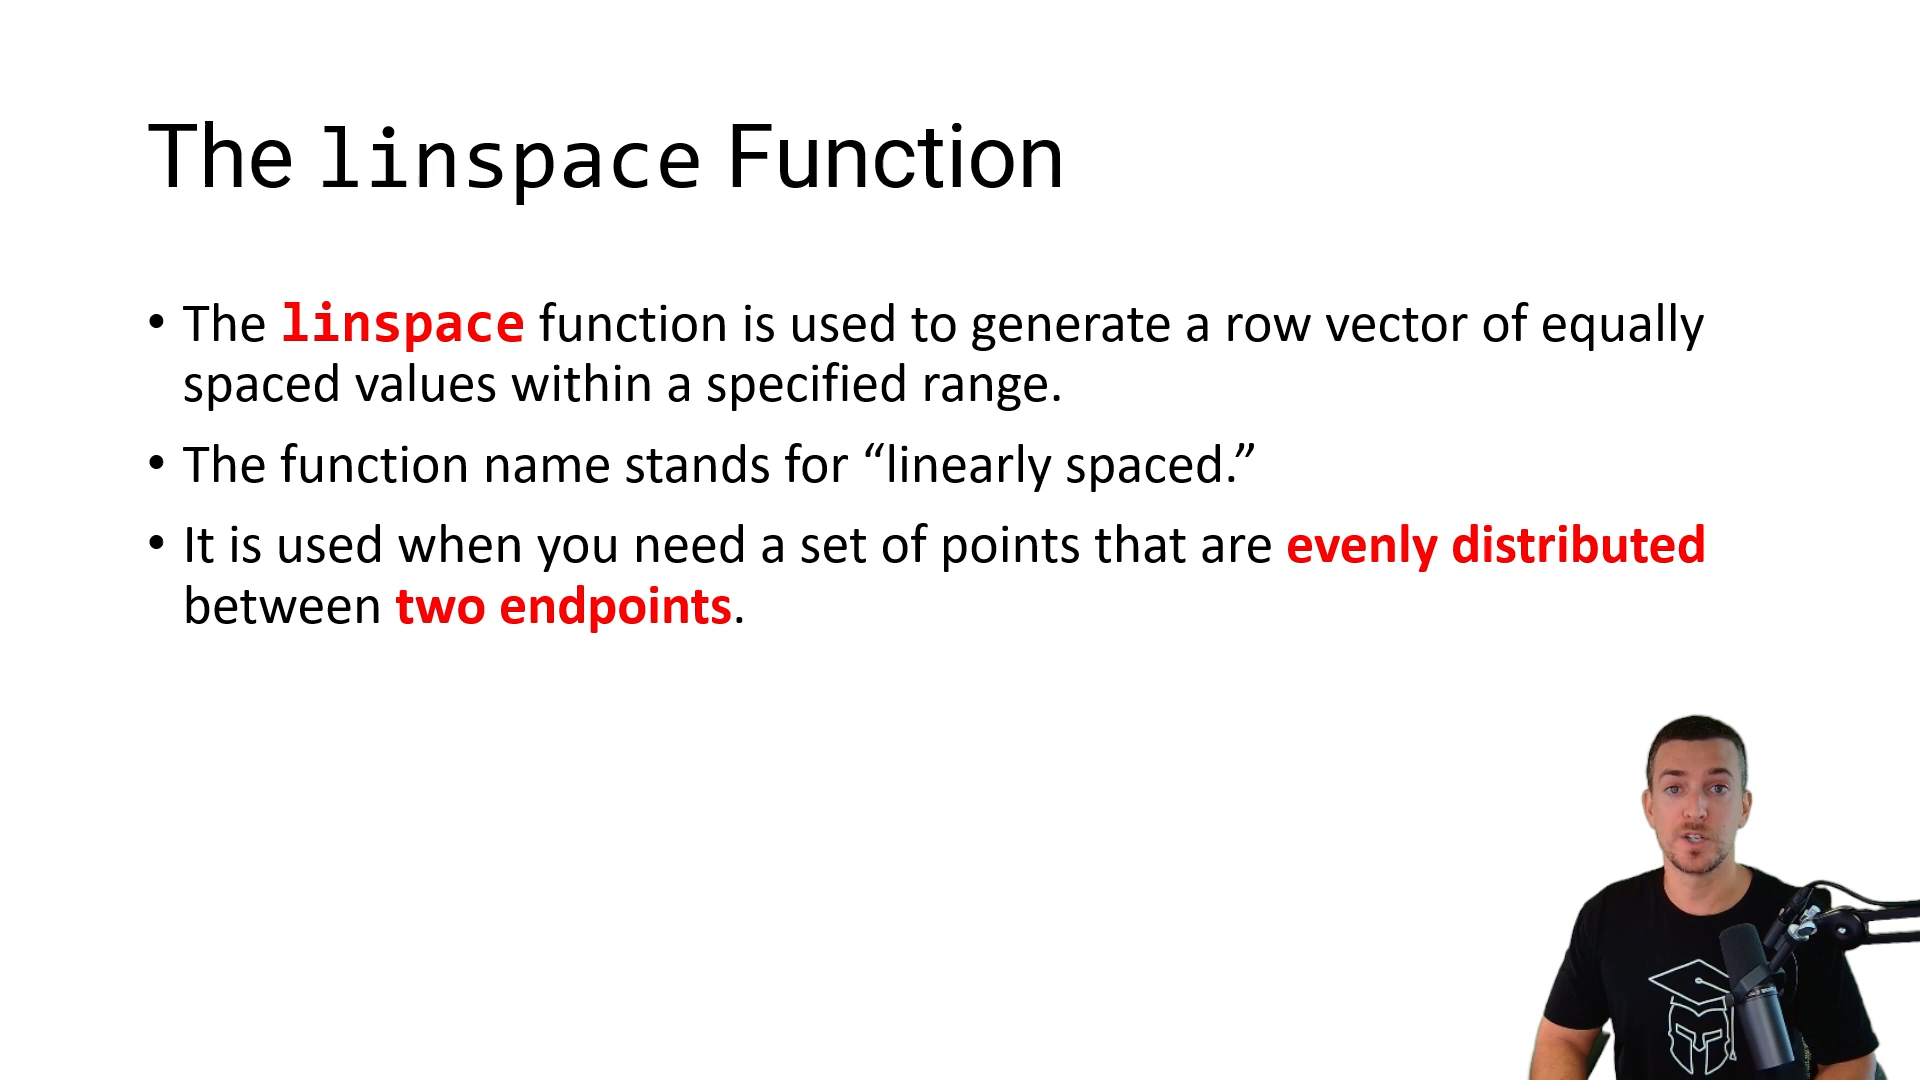 The linspace Function
• The linspace function is used to generate a row vector of equally
spaced values within a specified range.
• The function name stands for “linearly spaced.”
• It is used when you need a set of points that are evenly distributed
between two endpoints.